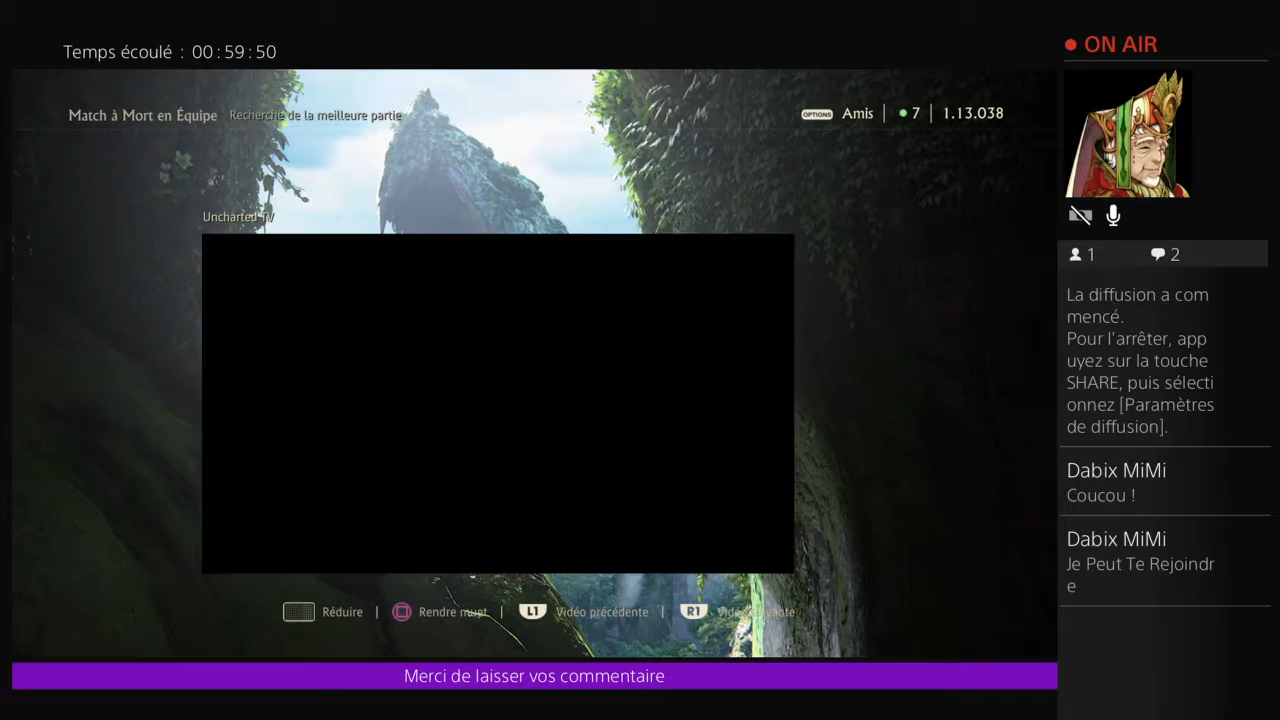 Temps écoulé : 00:59:50
ON AIR
Match à Mort en Équipe Recherche de la meilleure partie
OPTIONS Amis | 7 | 1.13.038
Uncharted TV
1 2
La diffusion a com
mencé.
Pour l'arrêter, app
uyez sur la touche
SHARE, puis sélecti
onnez [Paramètres
de diffusion].
Dabix MiMi
Coucou !
Dabix MiMi
Je Peut Te Rejoindr
e
Réduire | Rendre muet | L1 Vidéo précédente | R1 Vidéo suivante
Merci de laisser vos commentaire